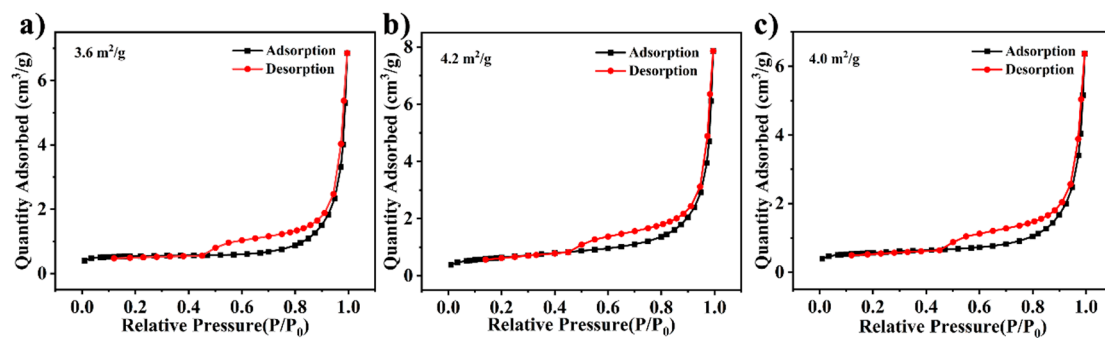 a)
3.6 m²/g
Adsorption
Desorption
Quantity Adsorbed (cm³/g)
6
4
2
0
0.0 0.2 0.4 0.6 0.8 1.0
Relative Pressure(P/P₀)
b)
4.2 m²/g
Adsorption
Desorption
Quantity Adsorbed (cm³/g)
8
6
4
2
0
0.0 0.2 0.4 0.6 0.8 1.0
Relative Pressure(P/P₀)
c)
4.0 m²/g
Adsorption
Desorption
Quantity Adsorbed (cm³/g)
6
4
2
0
0.0 0.2 0.4 0.6 0.8 1.0
Relative Pressure(P/P₀)